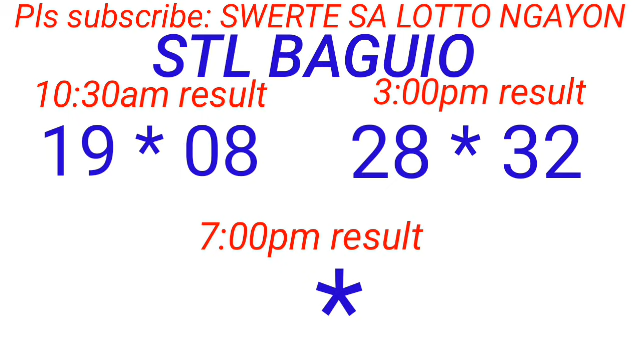 Pls subscribe: SWERTE SA LOTTO NGAYON
STL BAGUIO
10:30am result 3:00pm result
19 * 08 28 * 32
7:00pm result
*